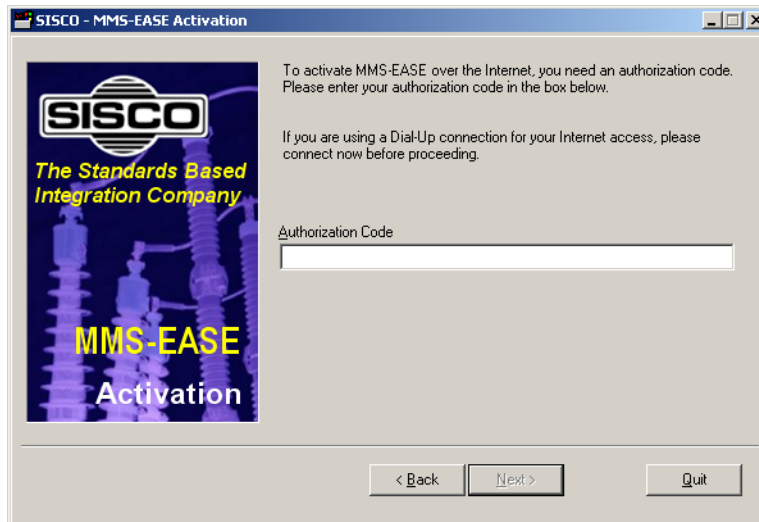 SISCO - MMS-EASE Activation
SISCO
The Standards Based
Integration Company
MMS-EASE
Activation
To activate MMS-EASE over the Internet, you need an authorization code.
Please enter your authorization code in the box below.
If you are using a Dial-Up connection for your Internet access, please
connect now before proceeding.
Authorization Code
< Back
Next >
Quit